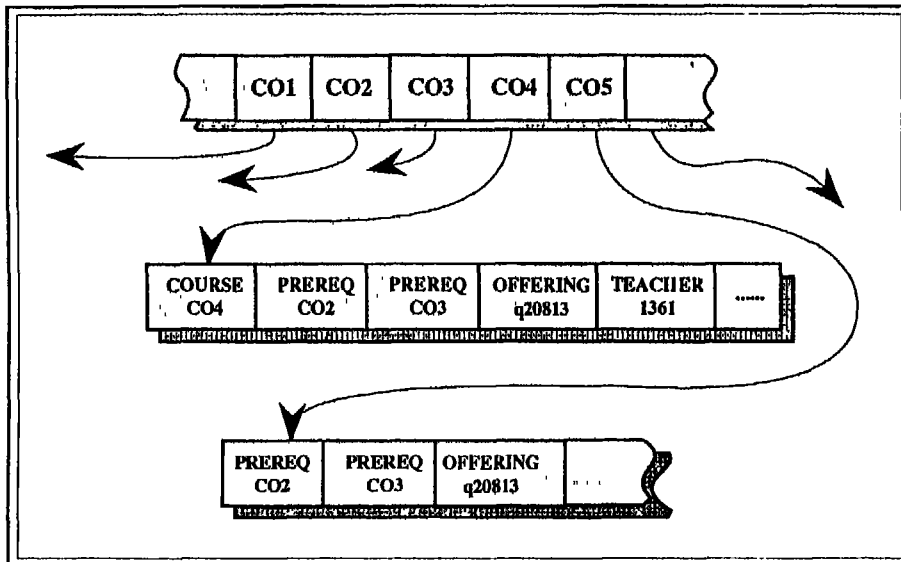 CO1 CO2 CO3 CO4 CO5
COURSE PREREQ PREREQ OFFERING TEACHER
CO4 CO2 CO3 q20813 1361 ......
PREREQ PREREQ OFFERING
CO2 CO3 q20813 ....